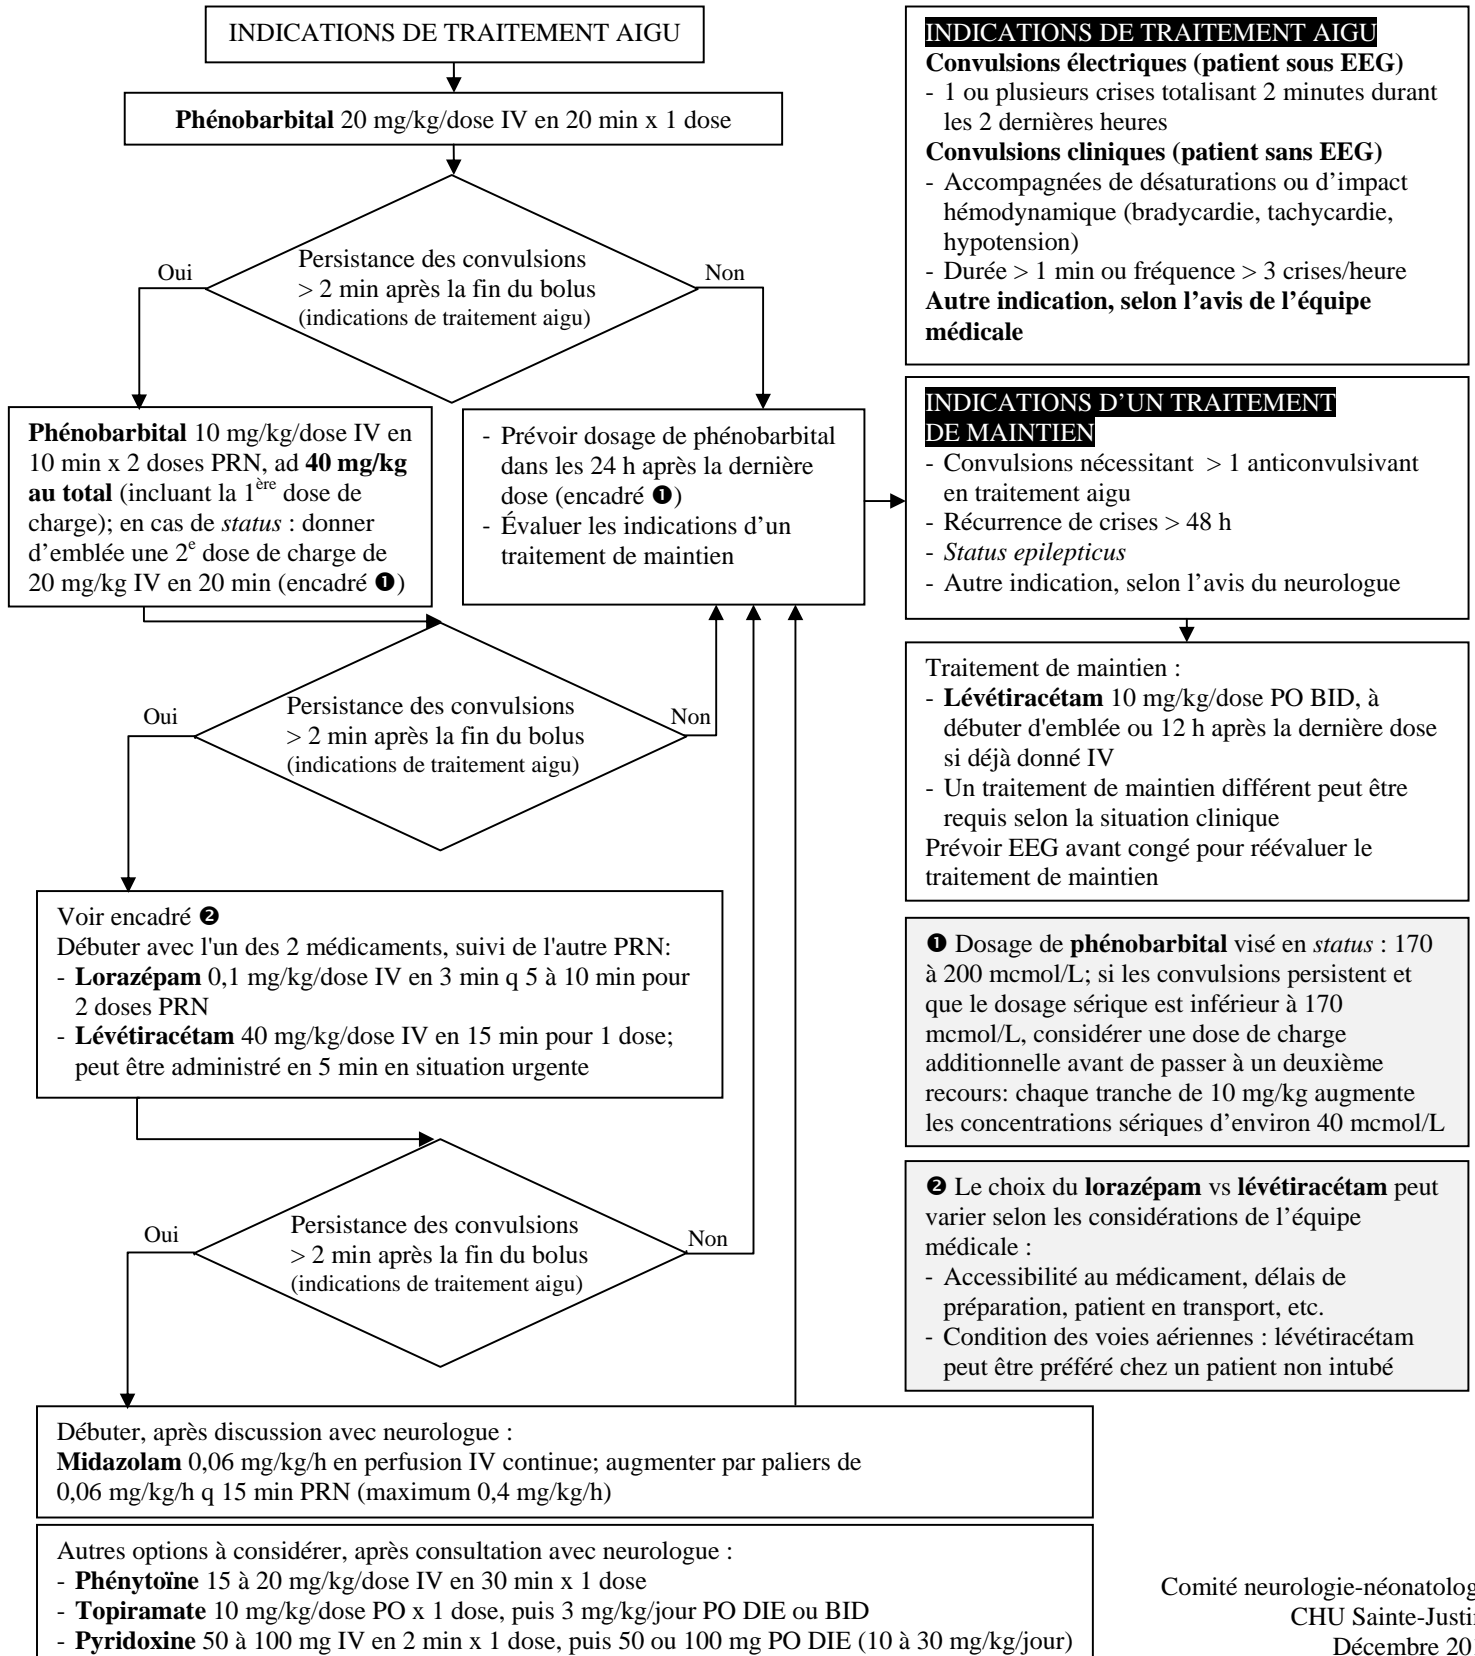 INDICATIONS DE TRAITEMENT AIGU
Phénobarbital 20 mg/kg/dose IV en 20 min x 1 dose
Persistance des convulsions
> 2 min après la fin du bolus
(indications de traitement aigu)
Oui
Non
Phénobarbital 10 mg/kg/dose IV en
10 min x 2 doses PRN, ad 40 mg/kg
au total (incluant la 1ère dose de
charge); en cas de status : donner
d’emblée une 2e dose de charge de
20 mg/kg IV en 20 min (encadré ❶)
- Prévoir dosage de phénobarbital
dans les 24 h après la dernière
dose (encadré ❶)
- Évaluer les indications d’un
traitement de maintien
Persistance des convulsions
> 2 min après la fin du bolus
(indications de traitement aigu)
Oui
Non
Voir encadré ❷
Débuter avec l'un des 2 médicaments, suivi de l'autre PRN:
- Lorazépam 0,1 mg/kg/dose IV en 3 min q 5 à 10 min pour
2 doses PRN
- Lévétiracétam 40 mg/kg/dose IV en 15 min pour 1 dose;
peut être administré en 5 min en situation urgente
Persistance des convulsions
> 2 min après la fin du bolus
(indications de traitement aigu)
Oui
Non
Débuter, après discussion avec neurologue :
Midazolam 0,06 mg/kg/h en perfusion IV continue; augmenter par paliers de
0,06 mg/kg/h q 15 min PRN (maximum 0,4 mg/kg/h)
Autres options à considérer, après consultation avec neurologue :
- Phénytoïne 15 à 20 mg/kg/dose IV en 30 min x 1 dose
- Topiramate 10 mg/kg/dose PO x 1 dose, puis 3 mg/kg/jour PO DIE ou BID
- Pyridoxine 50 à 100 mg IV en 2 min x 1 dose, puis 50 ou 100 mg PO DIE (10 à 30 mg/kg/jour)
INDICATIONS DE TRAITEMENT AIGU
Convulsions électriques (patient sous EEG)
- 1 ou plusieurs crises totalisant 2 minutes durant
les 2 dernières heures
Convulsions cliniques (patient sans EEG)
- Accompagnées de désaturations ou d’impact
hémodynamique (bradycardie, tachycardie,
hypotension)
- Durée > 1 min ou fréquence > 3 crises/heure
Autre indication, selon l’avis de l’équipe
médicale
INDICATIONS D’UN TRAITEMENT
DE MAINTIEN
- Convulsions nécessitant > 1 anticonvulsivant
en traitement aigu
- Récurrence de crises > 48 h
- Status epilepticus
- Autre indication, selon l’avis du neurologue
Traitement de maintien :
- Lévétiracétam 10 mg/kg/dose PO BID, à
débuter d'emblée ou 12 h après la dernière dose
si déjà donné IV
- Un traitement de maintien différent peut être
requis selon la situation clinique
Prévoir EEG avant congé pour réévaluer le
traitement de maintien
❶ Dosage de phénobarbital visé en status : 170
à 200 mcmol/L; si les convulsions persistent et
que le dosage sérique est inférieur à 170
mcmol/L, considérer une dose de charge
additionnelle avant de passer à un deuxième
recours: chaque tranche de 10 mg/kg augmente
les concentrations sériques d’environ 40 mcmol/L
❷ Le choix du lorazépam vs lévétiracétam peut
varier selon les considérations de l’équipe
médicale :
- Accessibilité au médicament, délais de
préparation, patient en transport, etc.
- Condition des voies aériennes : lévétiracétam
peut être préféré chez un patient non intubé
Comité neurologie-néonatolog
CHU Sainte-Justi
Décembre 20